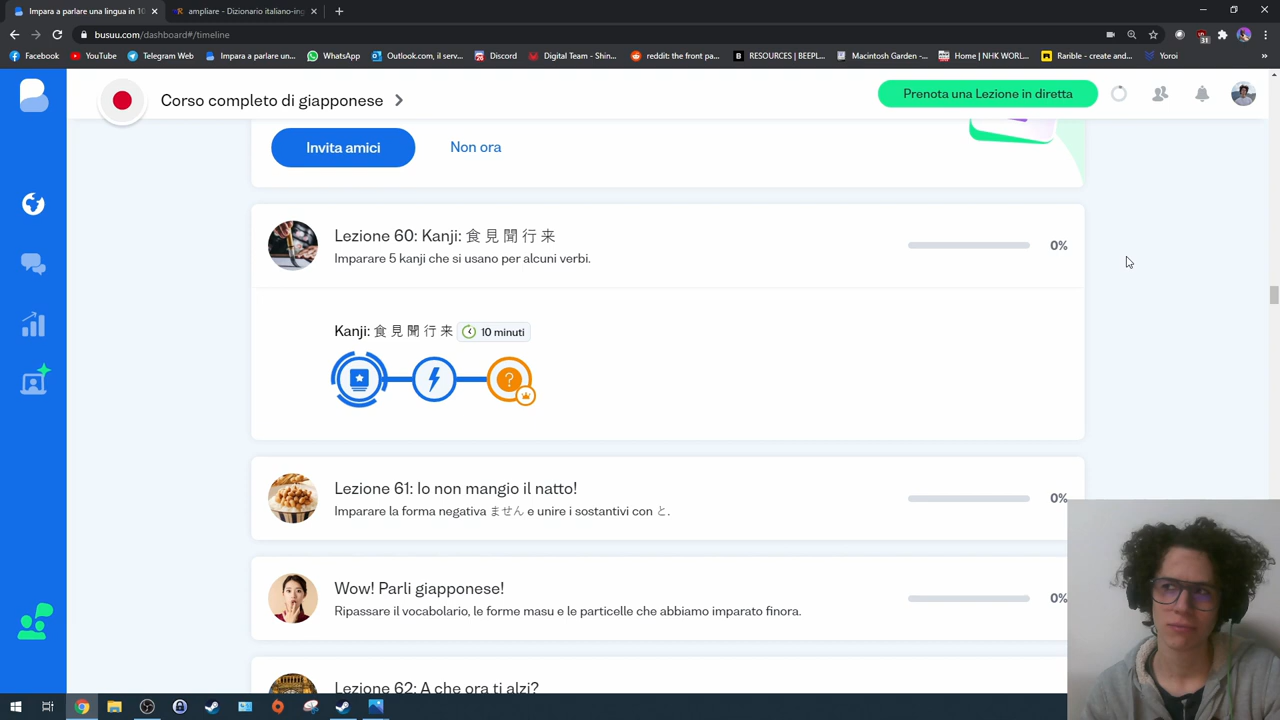 Impara a parlare una lingua in 10
ampliare - Dizionario italiano-ing
busuu.com/dashboard#/timeline
31
Facebook
YouTube
Telegram Web
Impara a parlare un...
WhatsApp
Outlook.com, il serv...
Discord
Digital Team - Shin...
reddit: the front pa...
RESOURCES | BEEPL...
Macintosh Garden -...
Home | NHK WORL...
Rarible - create and...
Yoroi
»
Corso completo di giapponese
Prenota una Lezione in diretta
Invita amici
Non ora
Lezione 60: Kanji: 食 見 聞 行 来
Imparare 5 kanji che si usano per alcuni verbi.
0%
Kanji: 食 見 聞 行 来
10 minuti
?
Lezione 61: Io non mangio il natto!
Imparare la forma negativa ません e unire i sostantivi con と.
0%
Wow! Parli giapponese!
Ripassare il vocabolario, le forme masu e le particelle che abbiamo imparato finora.
0%
Lezione 62: A che ora ti alzi?